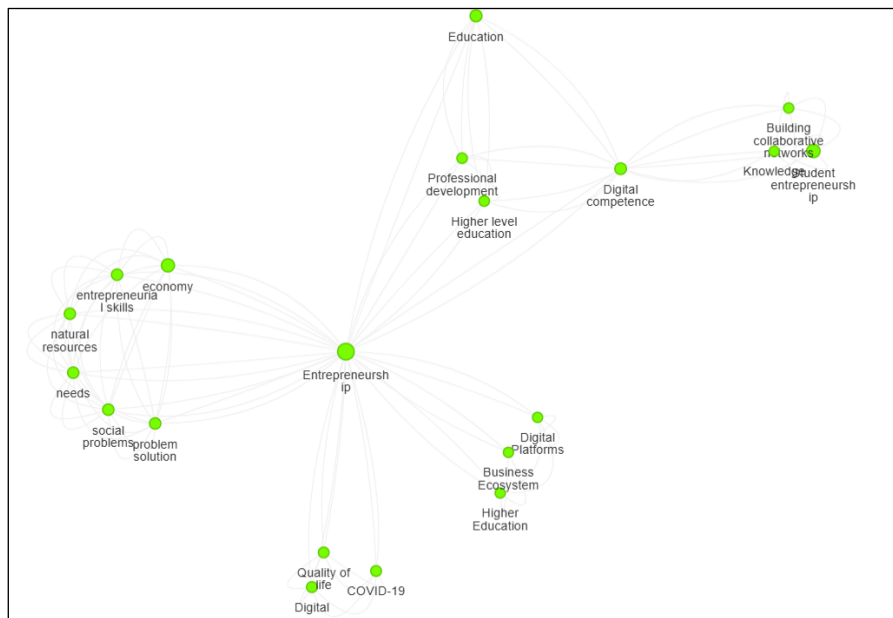 Education
Building
collaborative
networks
Knowledge
Student
entrepreneursh
ip
Professional
development
Digital
competence
Higher level
education
economy
entrepreneuria
l skills
natural
resources
Entrepreneursh
ip
needs
social
problems
problem
solution
Digital
Platforms
Business
Ecosystem
Higher
Education
Quality of
life
COVID-19
Digital